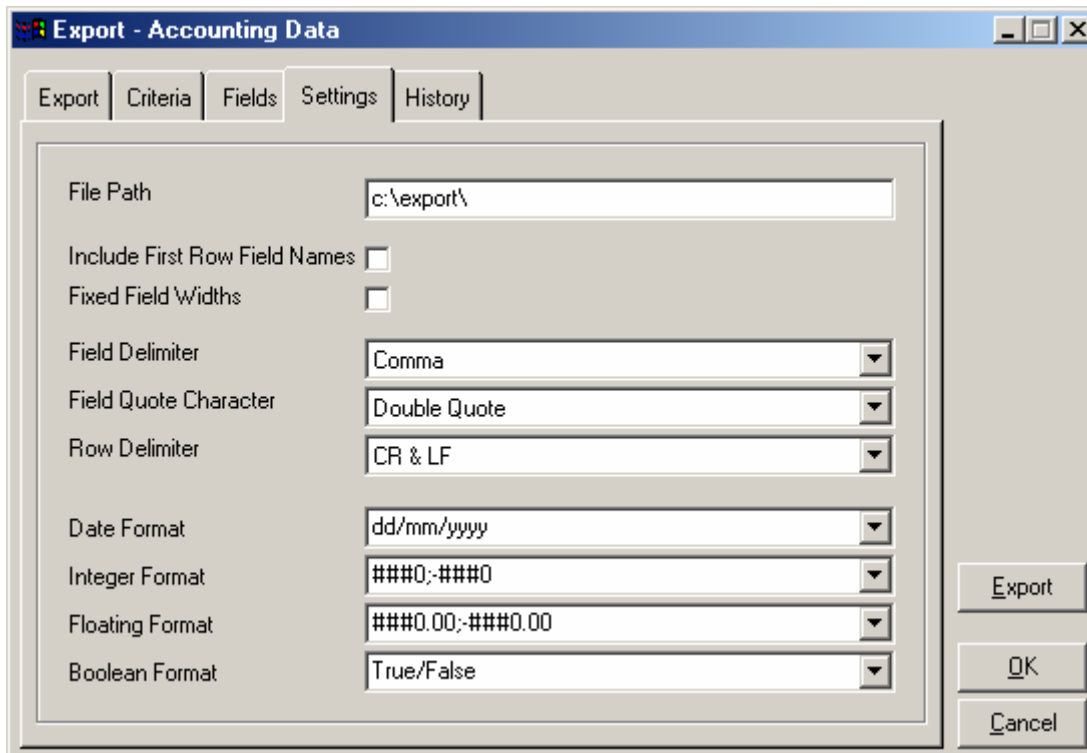 Export - Accounting Data
Export Criteria Fields Settings History
File Path c:\export\
Include First Row Field Names
Fixed Field Widths
Field Delimiter Comma
Field Quote Character Double Quote
Row Delimiter CR & LF
Date Format dd/mm/yyyy
Integer Format ###0;-###0
Floating Format ###0.00;-###0.00
Boolean Format True/False
Export
OK
Cancel